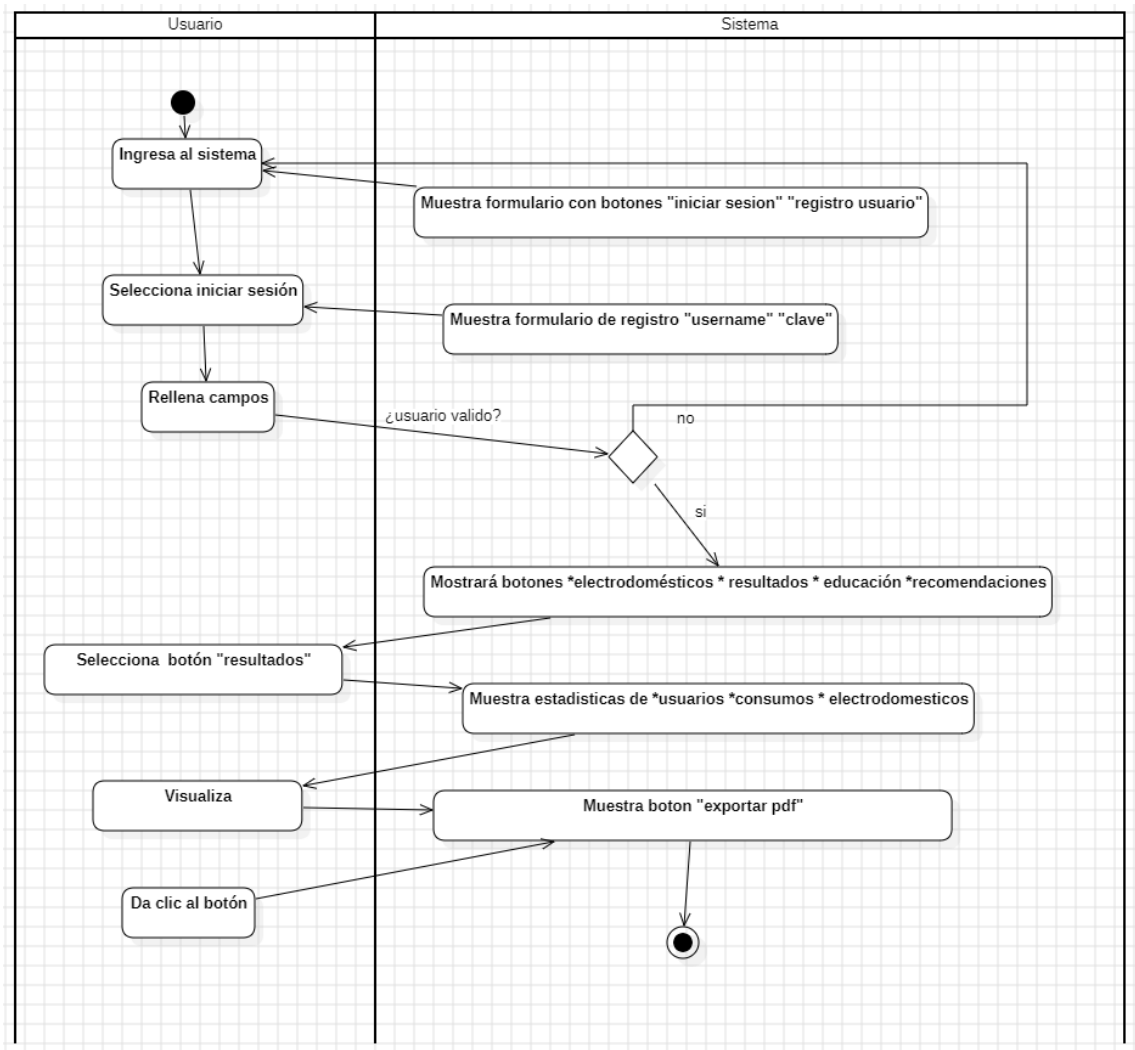 Usuario
Sistema
Ingresa al sistema
Muestra formulario con botones "iniciar sesion" "registro usuario"
Selecciona iniciar sesión
Muestra formulario de registro "username" "clave"
Rellena campos
¿usuario valido?
no
si
Mostrará botones *electrodomésticos * resultados * educación *recomendaciones
Selecciona  botón "resultados"
Muestra estadisticas de *usuarios *consumos * electrodomesticos
Visualiza
Muestra boton "exportar pdf"
Da clic al botón